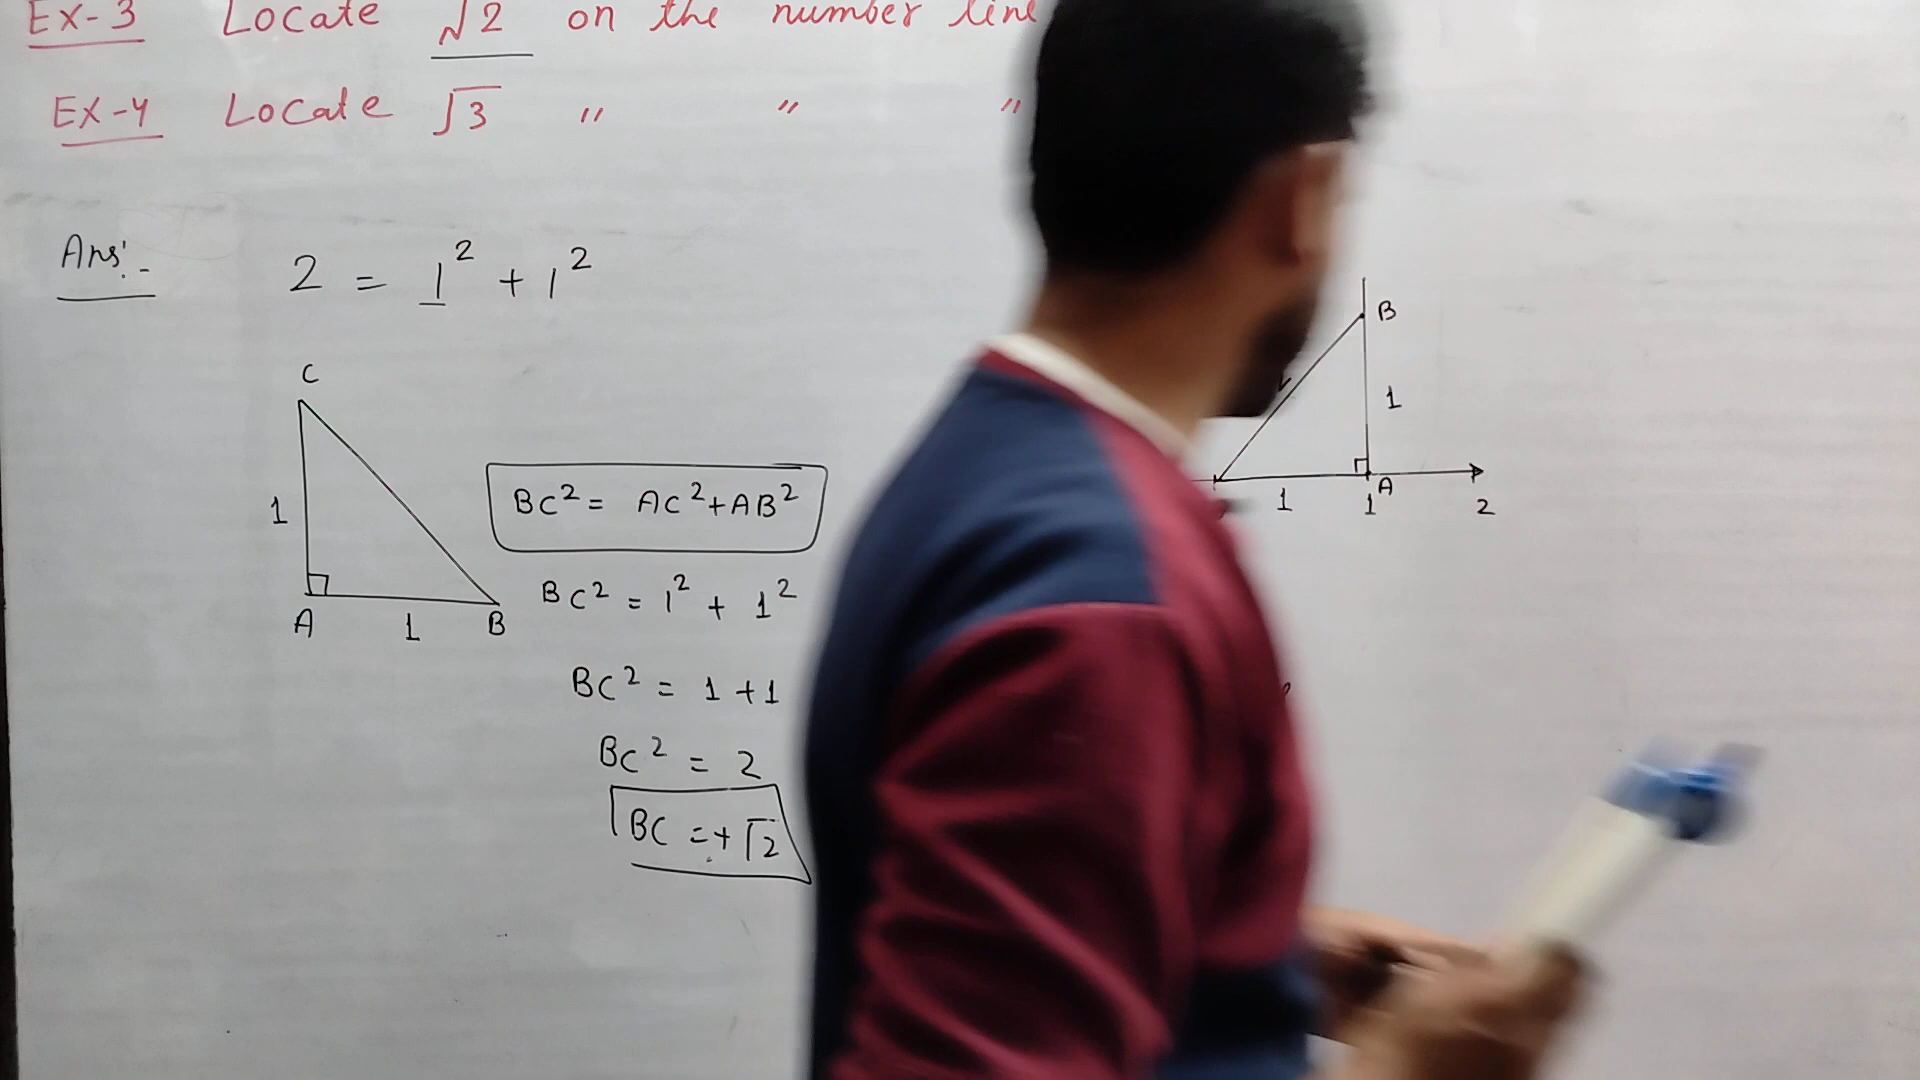 EX-3 Locate √2 on the number line
EX-4 Locate √3 " " "
Ans:-
2 = 1² + 1²
C
1
A 1 B
BC² = AC² + AB²
BC² = 1² + 1²
BC² = 1 + 1
BC² = 2
BC = + √2
B
1
A
1 1 2